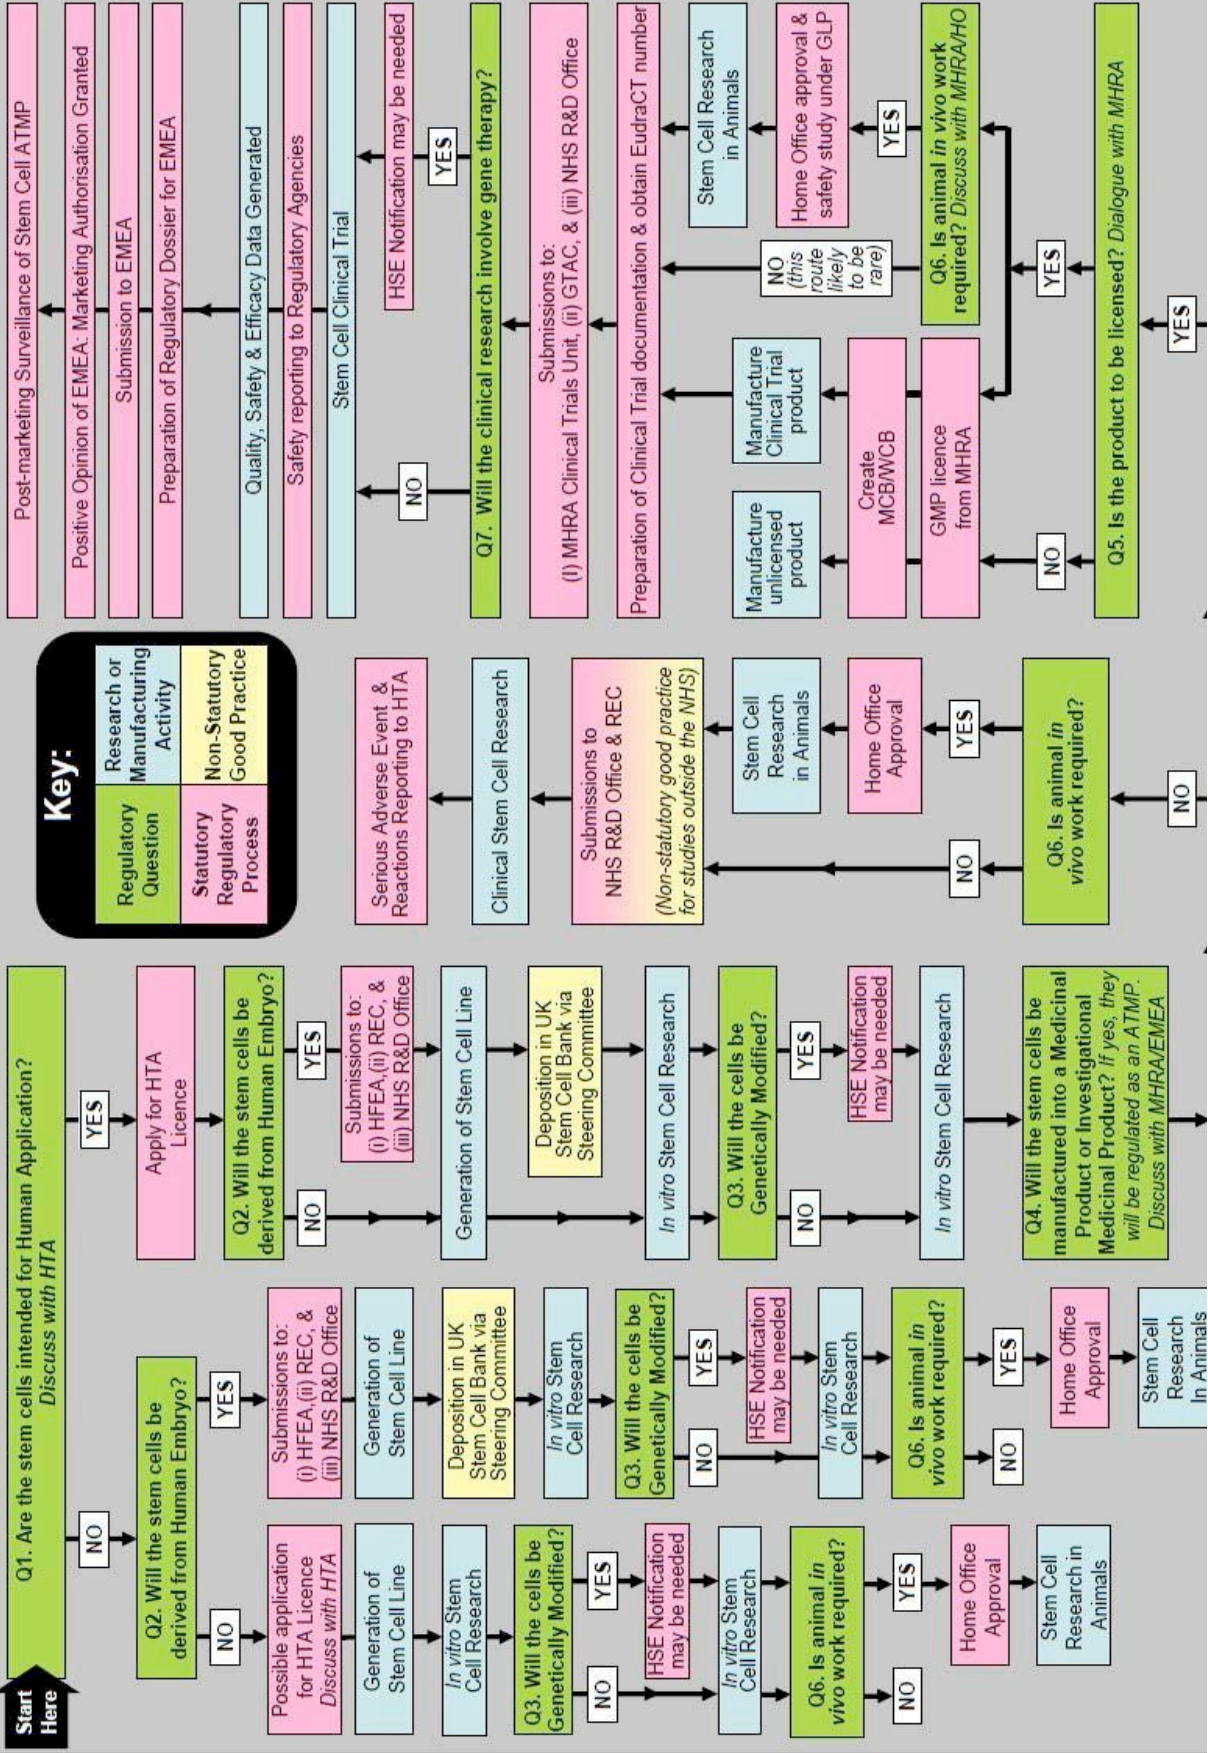 Start
Here
Q1. Are the stem cells intended for Human Application?
Discuss with HTA
NO
YES
Q2. Will the stem cells be
derived from Human Embryo?
NO
YES
Possible application
for HTA Licence
Discuss with HTA
Generation of
Stem Cell Line
In vitro Stem
Cell Research
Q3. Will the cells be
Genetically Modified?
NO
YES
HSE Notification
may be needed
In vitro Stem
Cell Research
Q6. Is animal in
vivo work required?
NO
YES
Home Office
Approval
Stem Cell
Research in
Animals
Submissions to:
(i) HFEA,(ii) REC, &
(iii) NHS R&D Office
Generation of
Stem Cell Line
Deposition in UK
Stem Cell Bank via
Steering Committee
In vitro Stem
Cell Research
Q3. Will the cells be
Genetically Modified?
NO
YES
HSE Notification
may be needed
In vitro Stem
Cell Research
Q6. Is animal in
vivo work required?
NO
YES
Home Office
Approval
Stem Cell
Research
In Animals
Apply for HTA
Licence
Q2. Will the stem cells be
derived from Human Embryo?
NO
YES
Submissions to:
(i) HFEA,(ii) REC, &
(iii) NHS R&D Office
Generation of Stem Cell Line
Deposition in UK
Stem Cell Bank via
Steering Committee
In vitro Stem Cell Research
Q3. Will the cells be
Genetically Modified?
NO
YES
HSE Notification
may be needed
In vitro Stem Cell Research
Q4. Will the stem cells be
manufactured into a Medicinal
Product or Investigational
Medicinal Product? If yes, they
will be regulated as an ATMP.
Discuss with MHRA/EMEA
Key:
Regulatory
Question
Research or
Manufacturing
Activity
Statutory
Regulatory
Process
Non-Statutory
Good Practice
Serious Adverse Event &
Reactions Reporting to HTA
Clinical Stem Cell Research
Submissions to
NHS R&D Office & REC
(Non-statutory good practice
for studies outside the NHS)
Stem Cell
Research
in Animals
Home Office
Approval
NO
YES
Q6. Is animal in
vivo work required?
NO
Post-marketing Surveillance of Stem Cell ATMP
Positive Opinion of EMEA: Marketing Authorisation Granted
Submission to EMEA
Preparation of Regulatory Dossier for EMEA
Quality, Safety & Efficacy Data Generated
Safety reporting to Regulatory Agencies
Stem Cell Clinical Trial
HSE Notification may be needed
NO
YES
Q7. Will the clinical research involve gene therapy?
Submissions to:
(I) MHRA Clinical Trials Unit, (ii) GTAC, & (iii) NHS R&D Office
Preparation of Clinical Trial documentation & obtain EudraCT number
Manufacture
unlicensed
product
Manufacture
Clinical Trial
product
Stem Cell Research
in Animals
NO
(this
route
likely
to be
rare)
Home Office approval &
safety study under GLP
Create
MCB/WCB
YES
GMP licence
from MHRA
Q6. Is animal in vivo work
required? Discuss with MHRA/HO
NO
YES
Q5. Is the product to be licensed? Dialogue with MHRA
YES